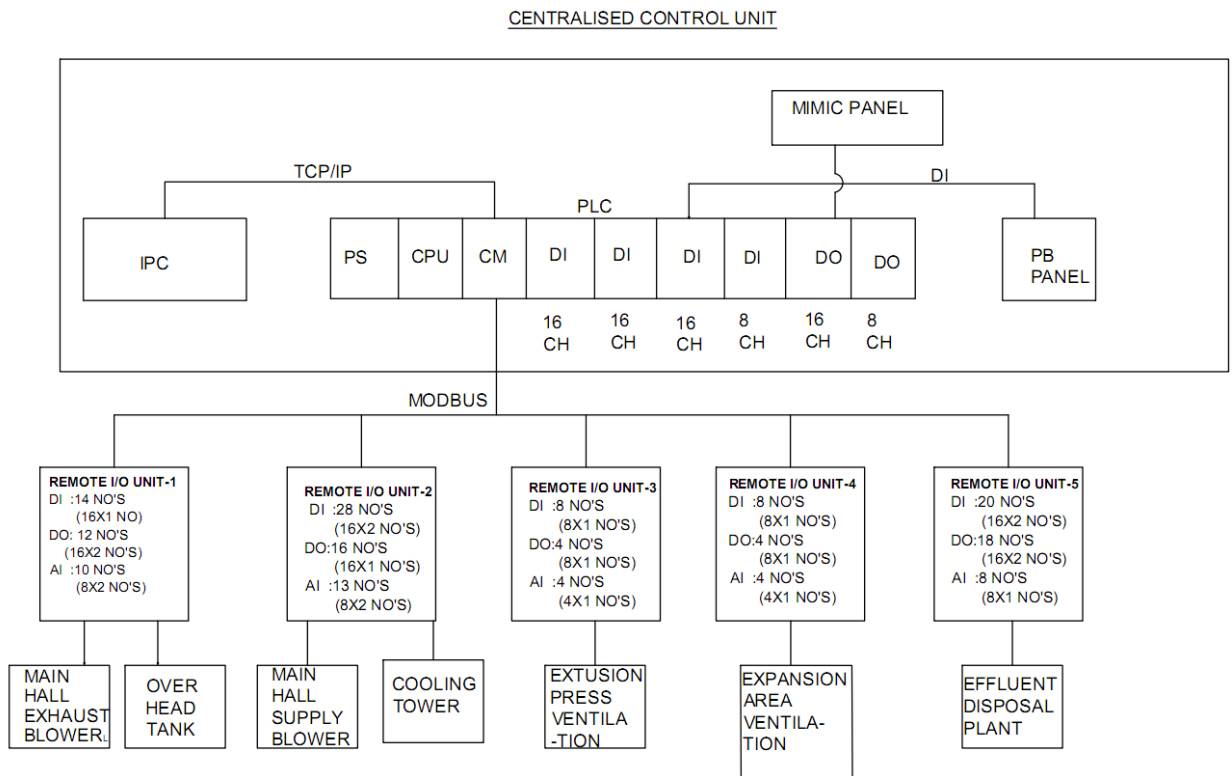 CENTRALISED CONTROL UNIT
MIMIC PANEL
TCP/IP
DI
PLC
IPC
PS
CPU
CM
DI
DI
DI
DI
DO
DO
PB
PANEL
16
CH
16
CH
16
CH
8
CH
16
CH
8
CH
MODBUS
REMOTE I/O UNIT-1
DI :14 NO'S
(16X1 NO)
DO: 12 NO'S
(16X2 NO'S)
AI :10 NO'S
(8X2 NO'S)
REMOTE I/O UNIT-2
DI :28 NO'S
(16X2 NO'S)
DO:16 NO'S
(16X1 NO'S)
AI :13 NO'S
(8X2 NO'S)
REMOTE I/O UNIT-3
DI :8 NO'S
(8X1 NO'S)
DO:4 NO'S
(8X1 NO'S)
AI :4 NO'S
(4X1 NO'S)
REMOTE I/O UNIT-4
DI :8 NO'S
(8X1 NO'S)
DO:4 NO'S
(8X1 NO'S)
AI :4 NO'S
(4X1 NO'S)
REMOTE I/O UNIT-5
DI :20 NO'S
(16X2 NO'S)
DO:18 NO'S
(16X2 NO'S)
AI :8 NO'S
(8X1 NO'S)
MAIN
HALL
EXHAUST
BLOWER
OVER
HEAD
TANK
MAIN
HALL
SUPPLY
BLOWER
COOLING
TOWER
EXTUSION
PRESS
VENTILA
-TION
EXPANSION
AREA
VENTILA-
TION
EFFLUENT
DISPOSAL
PLANT